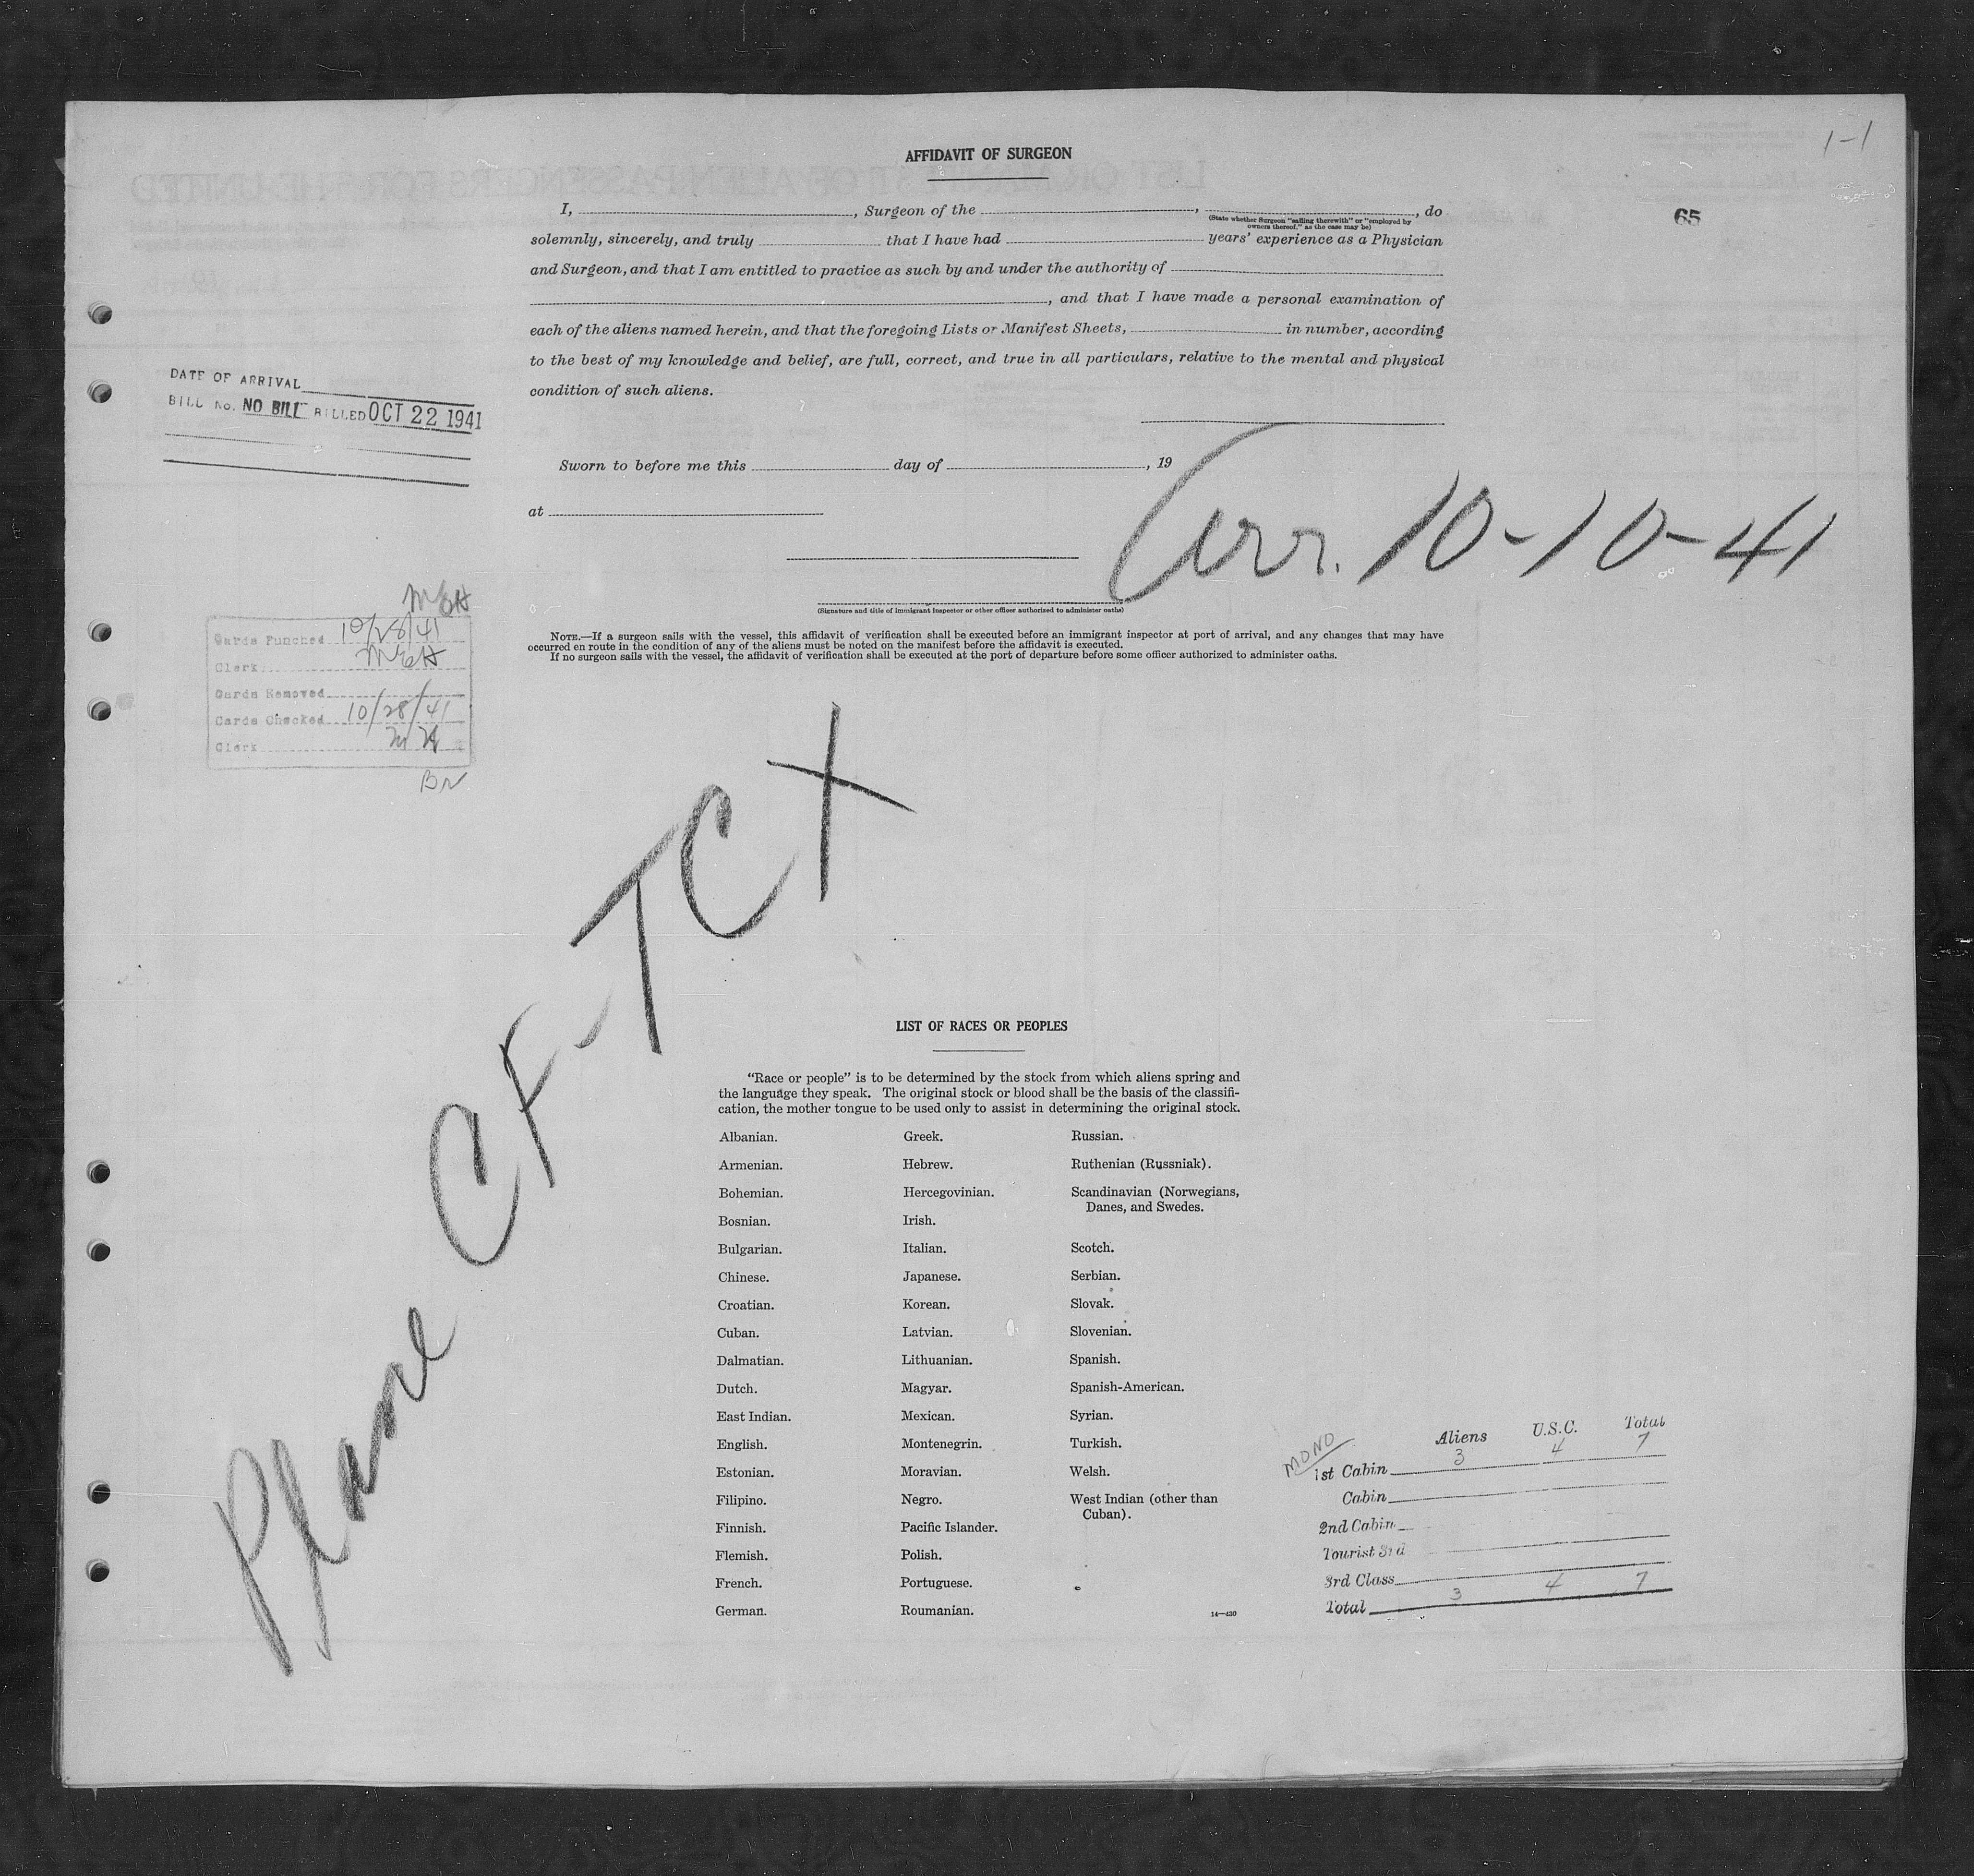 1-1
65
AFFIDAVIT OF SURGEON
I, , Surgeon of the , , do
(State whether Surgeon "sailing therewith" or "employed by owners thereof," as the case may be)
solemnly, sincerely, and truly that I have had years' experience as a Physician
and Surgeon, and that I am entitled to practice as such by and under the authority of
, and that I have made a personal examination of
each of the aliens named herein, and that the foregoing Lists or Manifest Sheets, in number, according
to the best of my knowledge and belief, are full, correct, and true in all particulars, relative to the mental and physical
condition of such aliens.
DATE OF ARRIVAL
BILL No. NO BILL BILLED OCT 22 1941
Sworn to before me this day of , 19
at
Arr. 10-10-41
(Signature and title of immigrant inspector or other officer authorized to administer oaths)
NOTE.—If a surgeon sails with the vessel, this affidavit of verification shall be executed before an immigrant inspector at port of arrival, and any changes that may have
occurred en route in the condition of any of the aliens must be noted on the manifest before the affidavit is executed.
If no surgeon sails with the vessel, the affidavit of verification shall be executed at the port of departure before some officer authorized to administer oaths.
Cards Punched 10/28/41
Clerk
Cards Removed
Cards Checked 10/28/41
Clerk
Plane CF-TCX
LIST OF RACES OR PEOPLES
"Race or people" is to be determined by the stock from which aliens spring and
the language they speak. The original stock or blood shall be the basis of the classifi-
cation, the mother tongue to be used only to assist in determining the original stock.
Albanian.
Armenian.
Bohemian.
Bosnian.
Bulgarian.
Chinese.
Croatian.
Cuban.
Dalmatian.
Dutch.
East Indian.
English.
Estonian.
Filipino.
Finnish.
Flemish.
French.
German.
Greek.
Hebrew.
Hercegovinian.
Irish.
Italian.
Japanese.
Korean.
Latvian.
Lithuanian.
Magyar.
Mexican.
Montenegrin.
Moravian.
Negro.
Pacific Islander.
Polish.
Portuguese.
Roumanian.
Russian.
Ruthenian (Russniak).
Scandinavian (Norwegians,
Danes, and Swedes.
Scotch.
Serbian.
Slovak.
Slovenian.
Spanish.
Spanish-American.
Syrian.
Turkish.
Welsh.
West Indian (other than
Cuban).
14—430
MONO
Aliens U.S.C. Total
1st Cabin 3 4 7
Cabin
2nd Cabin
Tourist 3rd
3rd Class
Total 3 4 7